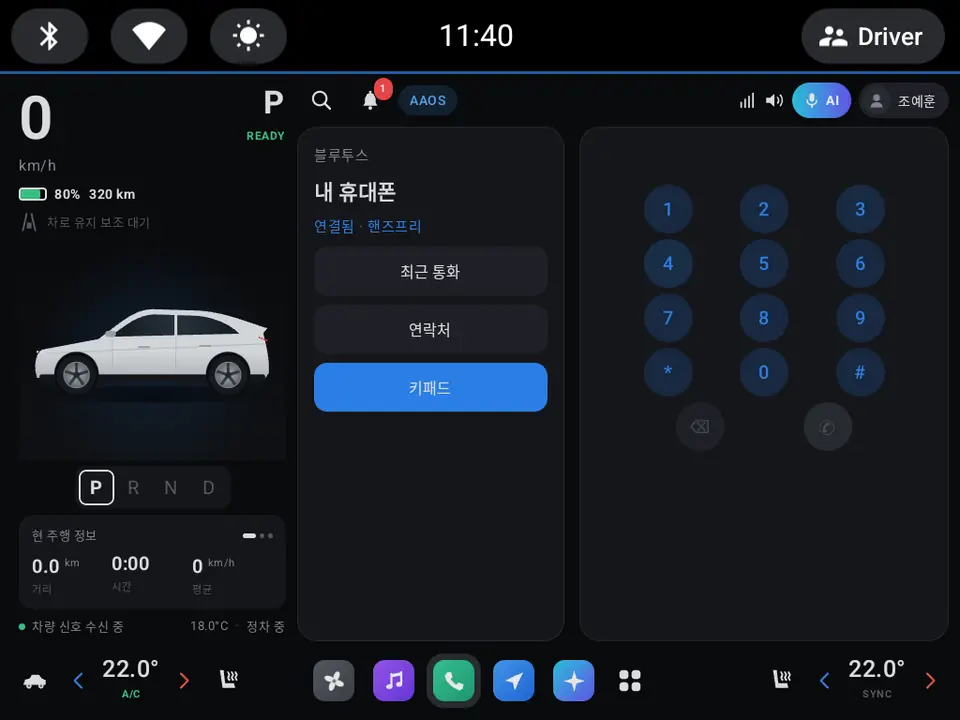 11:40
Driver
0
P
READY
km/h
80% 320 km
차로 유지 보조 대기
P R N D
현 주행 정보
0.0 km 0:00 0 km/h
거리 시간 평균
차량 신호 수신 중 18.0°C · 정차 중
1
AAOS
AI
조예훈
블루투스
내 휴대폰
연결됨 · 핸즈프리
최근 통화
연락처
키패드
1 2 3
4 5 6
7 8 9
* 0 #
22.0°
A/C
22.0°
SYNC